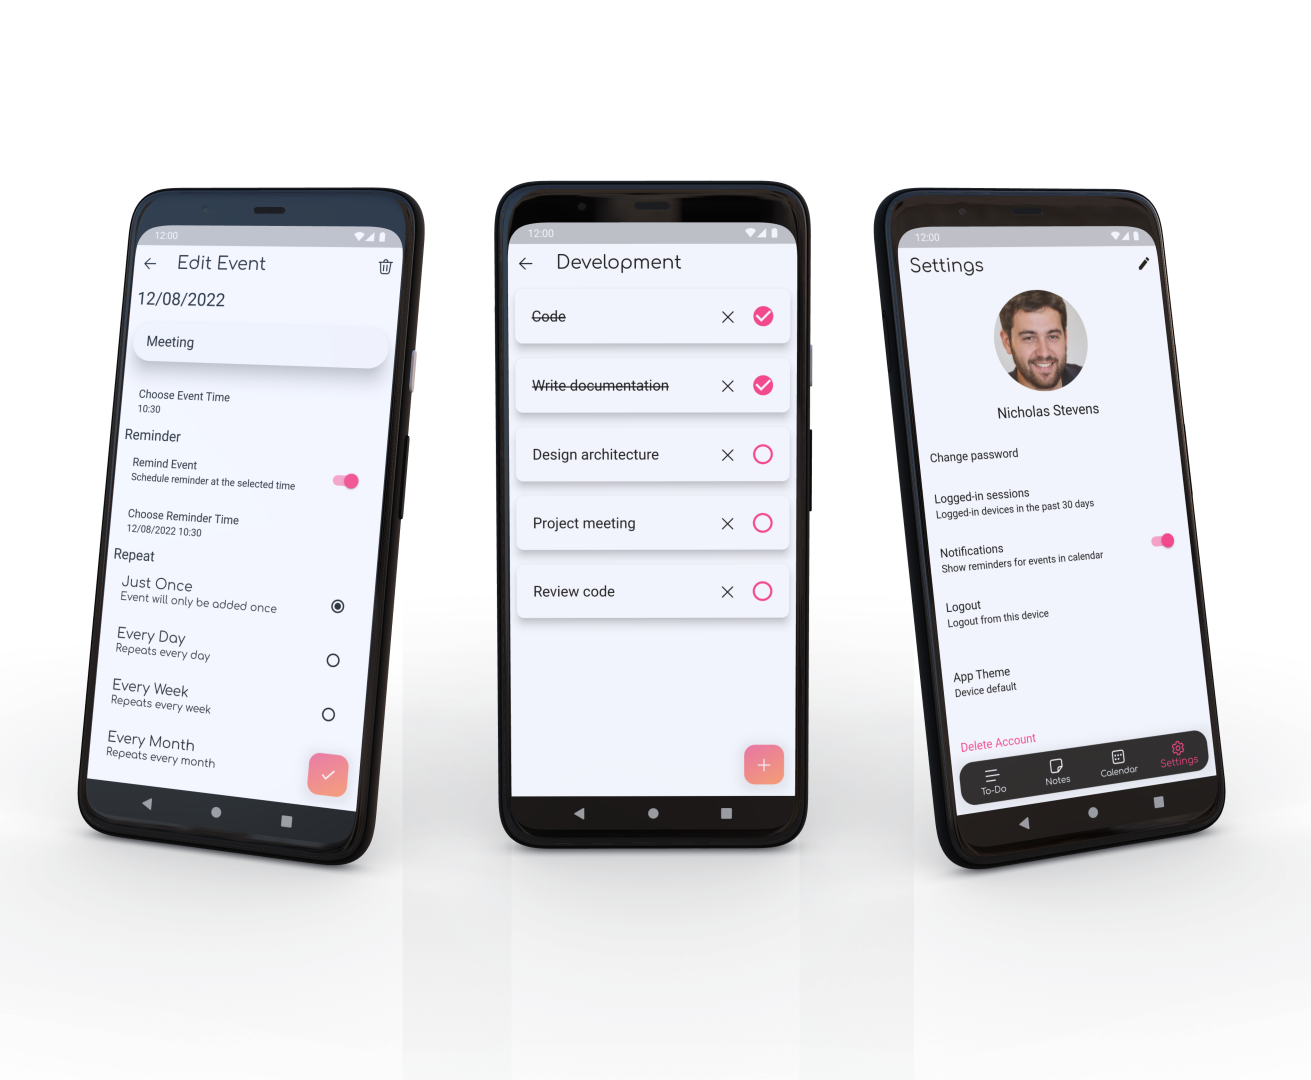 12:00
Edit Event
12/08/2022
Meeting
Choose Event Time
10:30
Reminder
Remind Event
Schedule reminder at the selected time
Choose Reminder Time
12/08/2022 10:30
Repeat
Just Once
Event will only be added once
Every Day
Repeats every day
Every Week
Repeats every week
Every Month
Repeats every month
12:00
Development
Code
Write documentation
Design architecture
Project meeting
Review code
12:00
Settings
Nicholas Stevens
Change password
Logged-in sessions
Logged-in devices in the past 30 days
Notifications
Show reminders for events in calendar
Logout
Logout from this device
App Theme
Device default
Delete Account
To-Do
Notes
Calendar
Settings